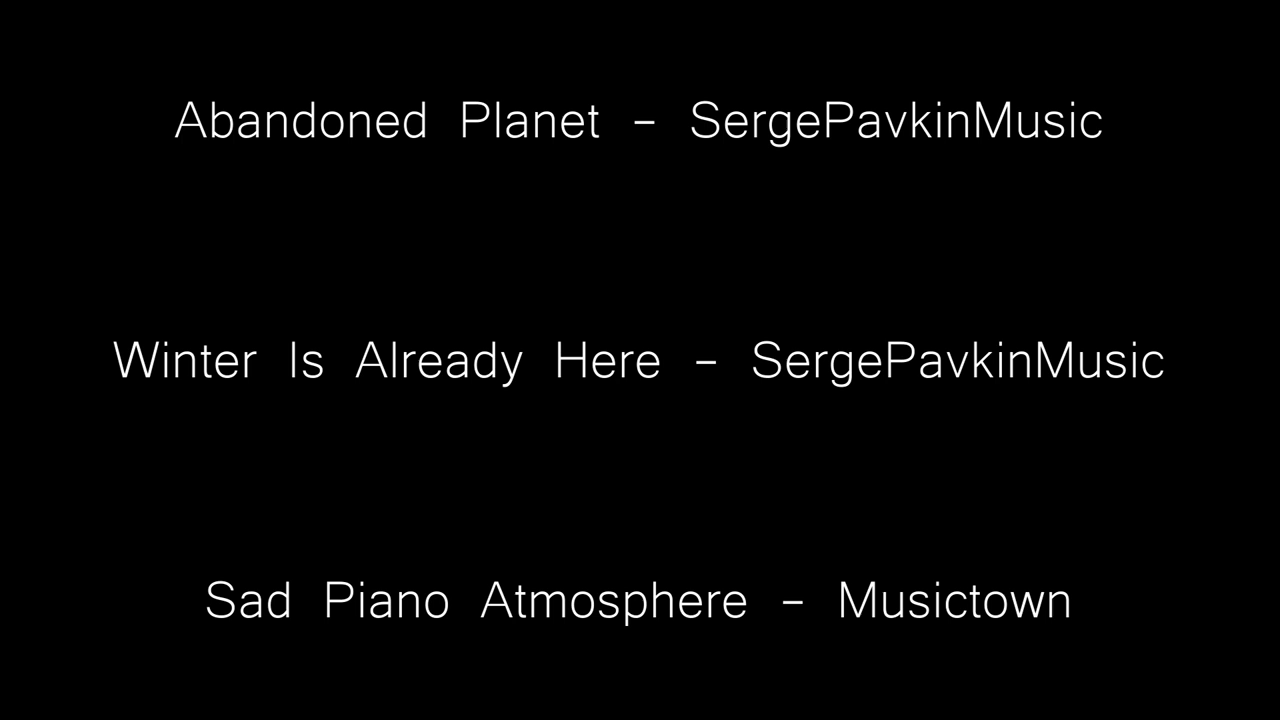 Abandoned Planet - SergePavkinMusic
Winter Is Already Here - SergePavkinMusic
Sad Piano Atmosphere - Musictown